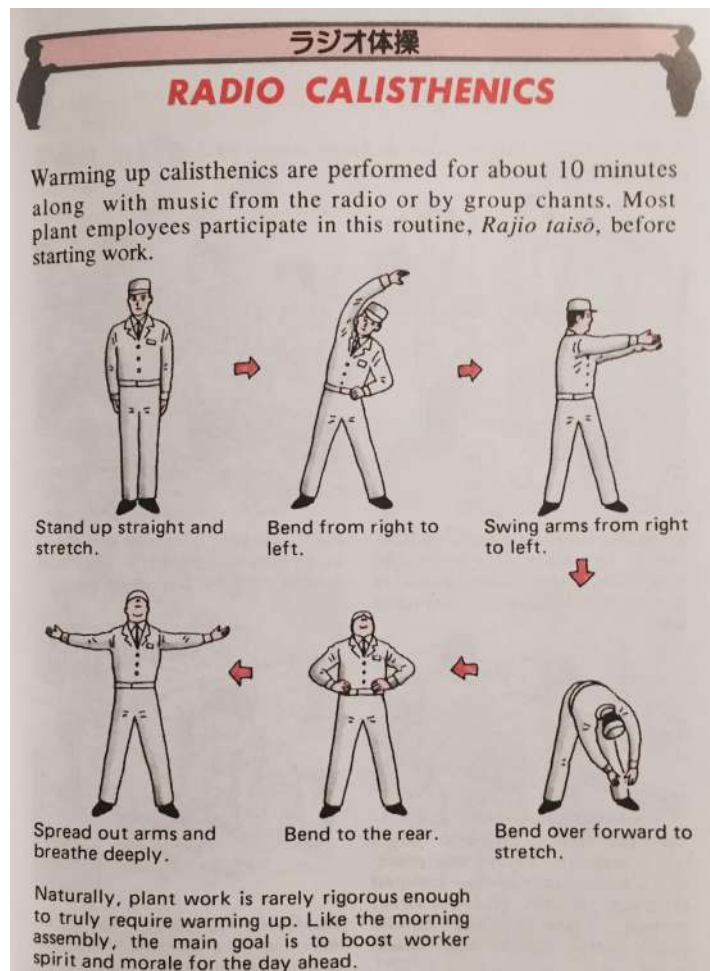 ラジオ体操
RADIO CALISTHENICS
Warming up calisthenics are performed for about 10 minutes
along with music from the radio or by group chants. Most
plant employees participate in this routine, Rajio taisō, before
starting work.
Stand up straight and
stretch.
Bend from right to
left.
Swing arms from right
to left.
Bend over forward to
stretch.
Bend to the rear.
Spread out arms and
breathe deeply.
Naturally, plant work is rarely rigorous enough
to truly require warming up. Like the morning
assembly, the main goal is to boost worker
spirit and morale for the day ahead.